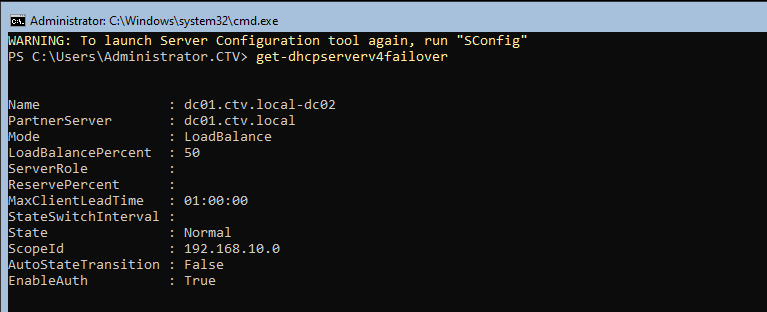 Administrator: C:\Windows\system32\cmd.exe
WARNING: To launch Server Configuration tool again, run "SConfig"
PS C:\Users\Administrator.CTV> get-dhcpserverv4failover
Name                : dc01.ctv.local-dc02
PartnerServer       : dc01.ctv.local
Mode                : LoadBalance
LoadBalancePercent  : 50
ServerRole          :
ReservePercent      :
MaxClientLeadTime   : 01:00:00
StateSwitchInterval :
State               : Normal
ScopeId             : 192.168.10.0
AutoStateTransition : False
EnableAuth          : True